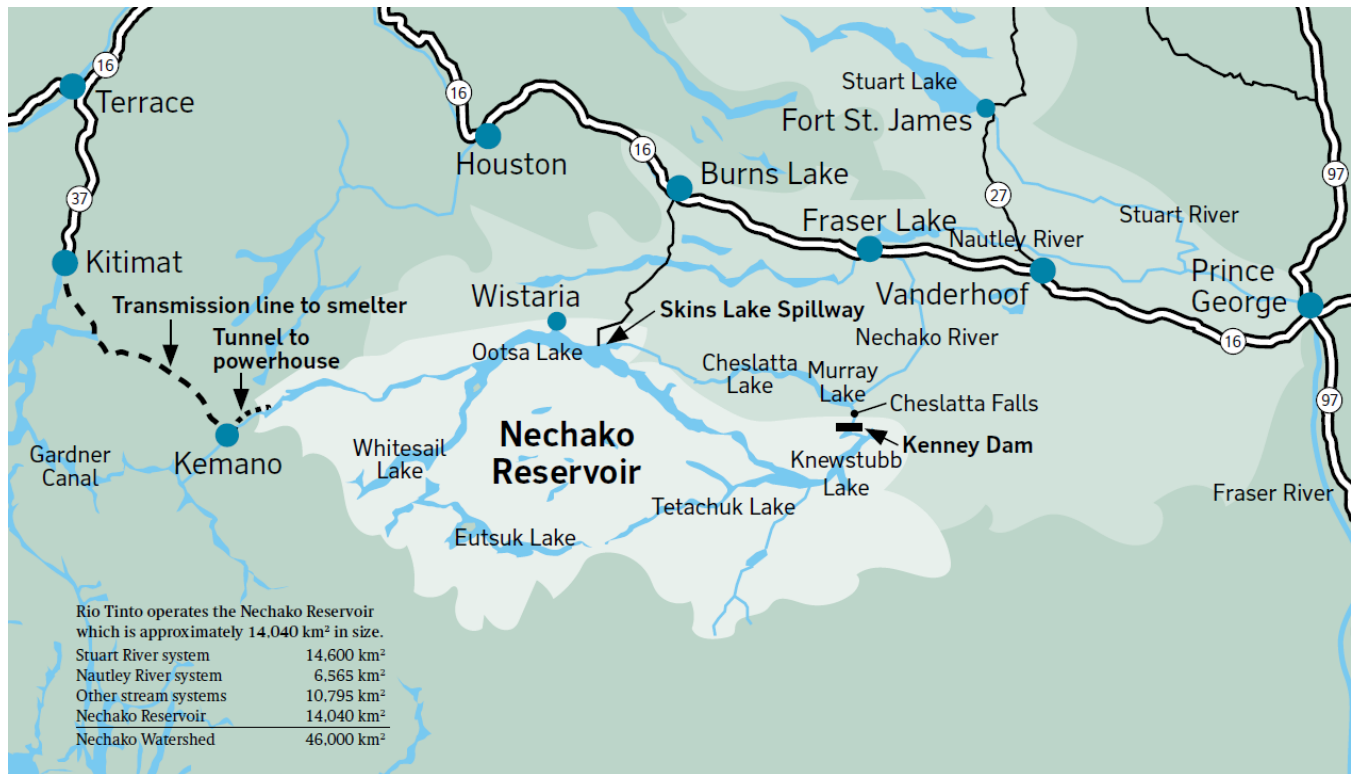 16
Terrace
16
Houston
Stuart Lake
Fort St. James
16
Burns Lake
97
37
27
Stuart River
Fraser Lake
Nautley River
Kitimat
Prince
George
Vanderhoof
Wistaria
Transmission line to smelter
Skins Lake Spillway
Tunnel to
powerhouse
Nechako River
16
Ootsa Lake
Cheslatta
Lake
Murray
Lake
97
Cheslatta Falls
Nechako
Reservoir
Kenney Dam
Whitesail
Lake
Gardner
Canal
Kemano
Knewstubb
Lake
Fraser River
Tetachuk Lake
Eutsuk Lake
Rio Tinto operates the Nechako Reservoir
which is approximately 14,040 km² in size.
Stuart River system 14,600 km²
Nautley River system 6,565 km²
Other stream systems 10,795 km²
Nechako Reservoir 14,040 km²
Nechako Watershed 46,000 km²